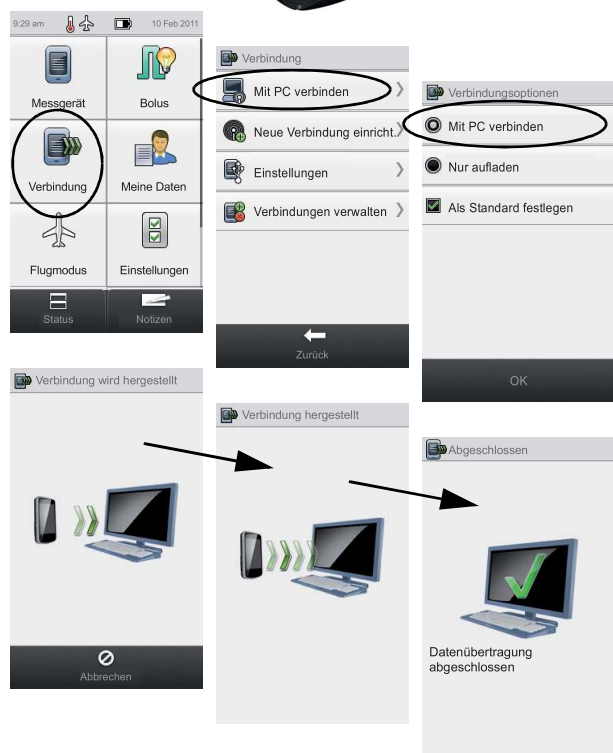 9:29 am
10 Feb 2011
Messgerät
Bolus
Verbindung
Meine Daten
Flugmodus
Einstellungen
Status
Notizen
Verbindung
Mit PC verbinden
Neue Verbindung einricht.
Einstellungen
Verbindungen verwalten
Zurück
Verbindungsoptionen
Mit PC verbinden
Nur aufladen
Als Standard festlegen
OK
Verbindung wird hergestellt
Abbrechen
Verbindung hergestellt
Abgeschlossen
Datenübertragung
abgeschlossen